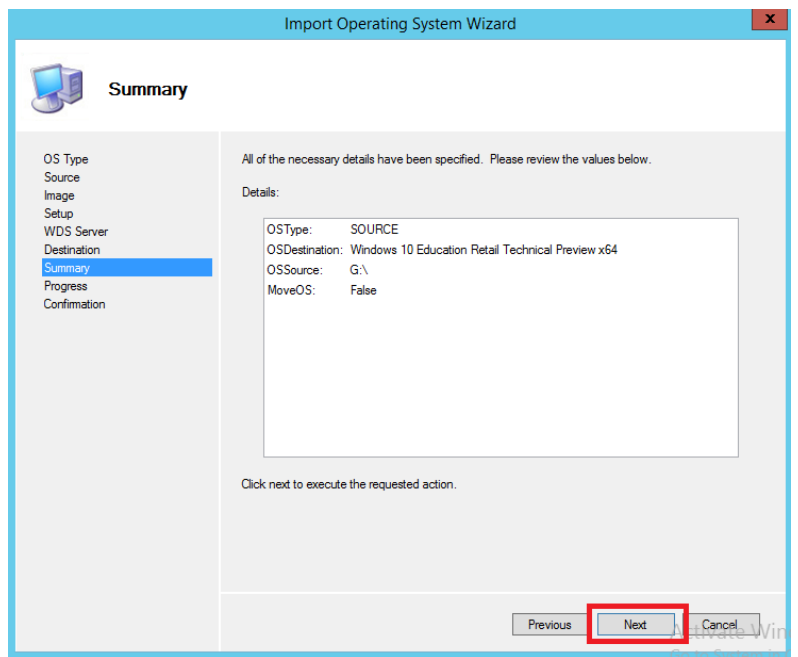 Import Operating System Wizard
x
Summary
OS Type
Source
Image
Setup
WDS Server
Destination
Summary
Progress
Confirmation
All of the necessary details have been specified.  Please review the values below.
Details:
OSType: SOURCE
OSDestination: Windows 10 Education Retail Technical Preview x64
OSSource: G:\
MoveOS: False
Click next to execute the requested action.
Previous
Next
Cancel
Activate Win